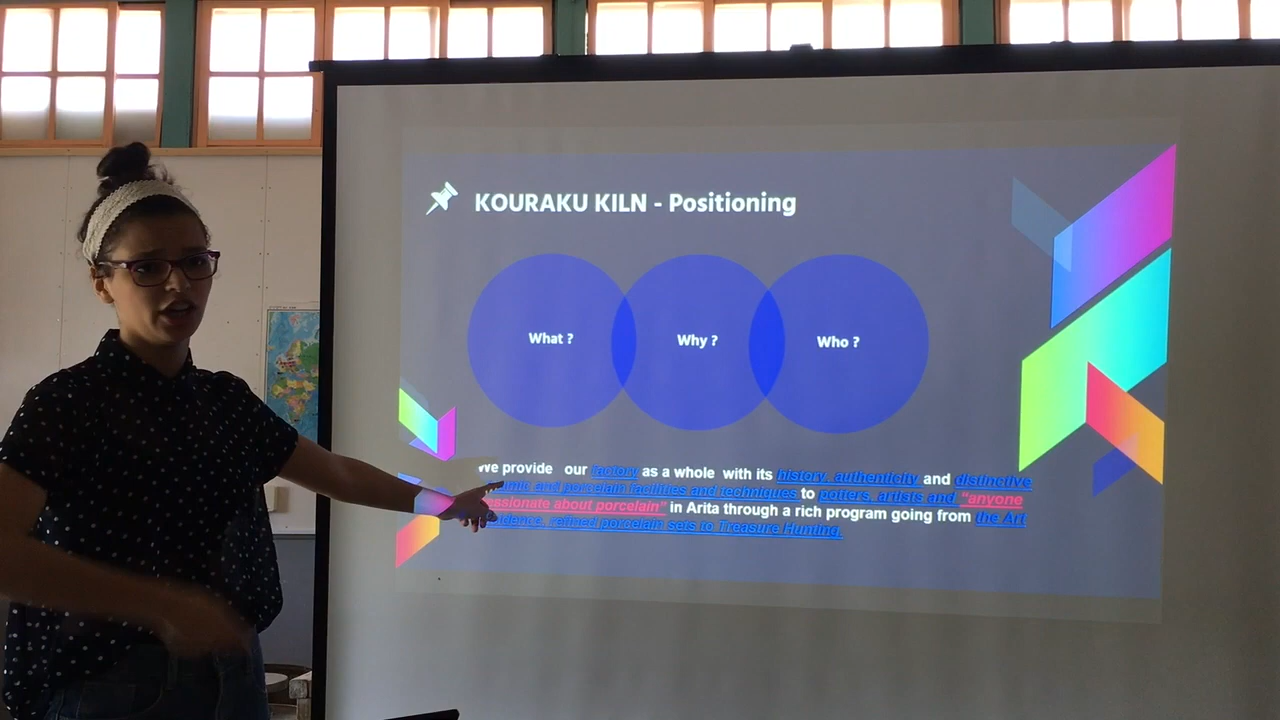 KOURAKU KILN - Positioning
What ?
Why ?
Who ?
We provide our factory as a whole with its history, authenticity and distinctive
and porcelain facilities and techniques to potters, artists and "anyone
passionate about porcelain" in Arita through a rich program going from the Art
refined porcelain sets to Treasure Hunting.